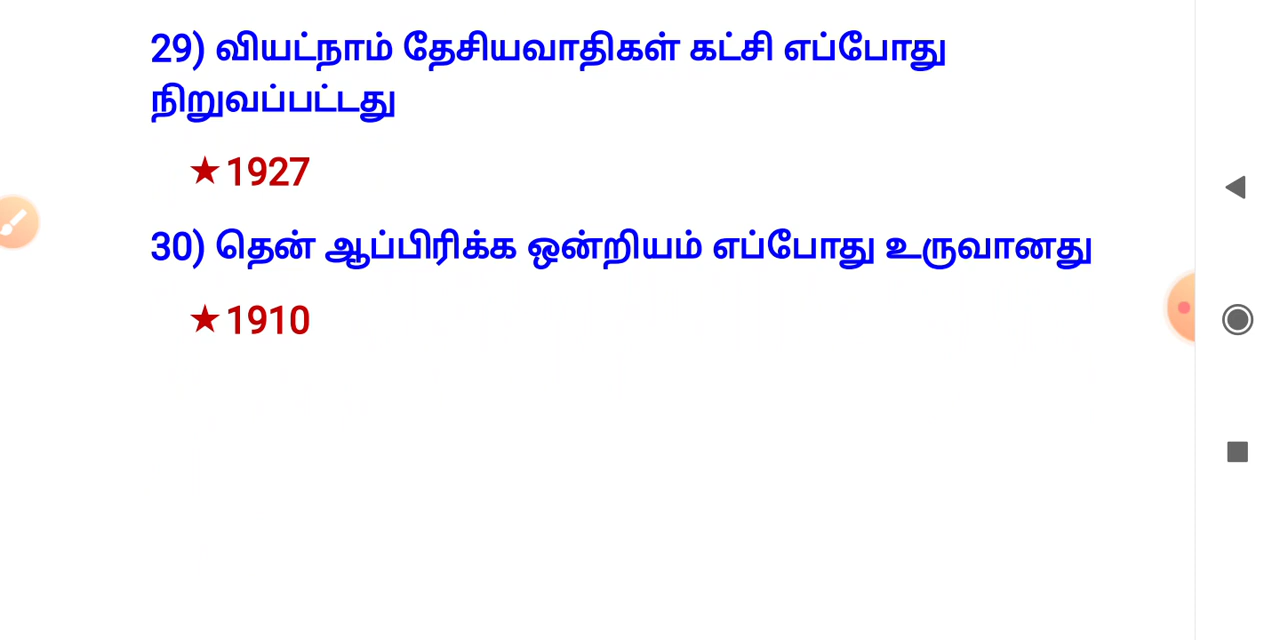 29) வியட்நாம் தேசியவாதிகள் கட்சி எப்போது
நிறுவப்பட்டது
★ 1927
30) தென் ஆப்பிரிக்க ஒன்றியம் எப்போது உருவானது
★ 1910